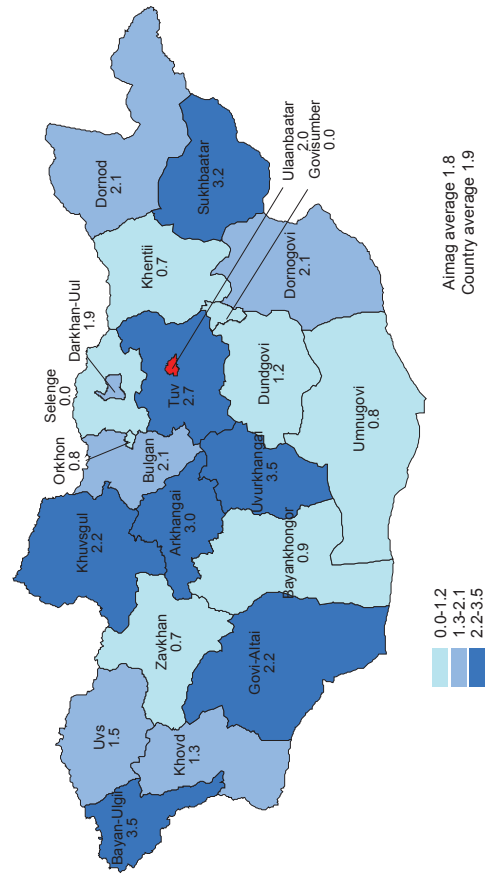 Bayan-Ulgii
3.5
Uvs
1.5
Khovd
1.3
Zavkhan
0.7
Govi-Altai
2.2
Khuvsgul
2.2
Arkhangai
3.0
Bayankhongor
0.9
Orkhon
0.8
Bulgan
2.1
Uvurkhangai
3.5
Selenge
0.0
Darkhan-Uul
1.9
Tuv
2.7
Dundgovi
1.2
Umnugovi
0.8
Khentii
0.7
Dornod
2.1
Sukhbaatar
3.2
Dornogovi
2.1
Ulaanbaatar
2.0
Govisumber
0.0
0.0-1.2
1.3-2.1
2.2-3.5
Aimag average 1.8
Country average 1.9